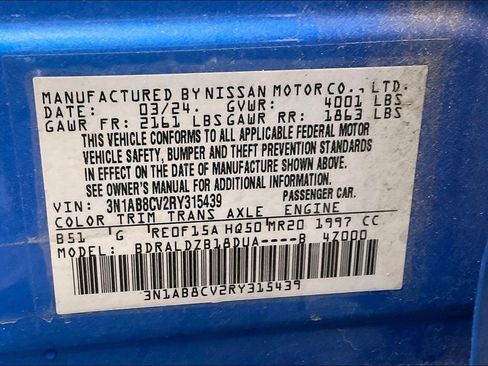 MANUFACTURED BY NISSAN MOTOR CO., LTD.
DATE: 03/24. GVWR: 4001 LBS
GAWR FR: 2161 LBS GAWR RR: 1863 LBS
THIS VEHICLE CONFORMS TO ALL APPLICABLE FEDERAL MOTOR
VEHICLE SAFETY, BUMPER AND THEFT PREVENTION STANDARDS
IN EFFECT ON THE DATE OF MANUFACTURE SHOWN ABOVE.
SEE OWNER'S MANUAL FOR ADDITIONAL INFORMATION.
VIN: 3N1AB8CV2RY315439 PASSENGER CAR.
COLOR TRIM TRANS AXLE ENGINE
B51 G RE0F15A HQ50 MR20 1997 CC
MODEL: BDRALDZB18DUA----B 4Z000
3N1AB8CV2RY315439